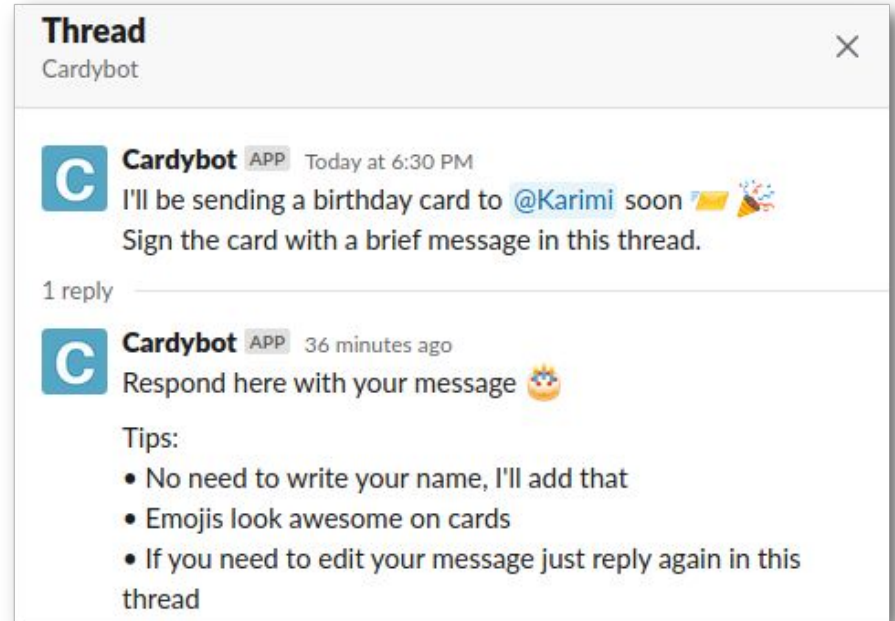 Thread
Cardybot
C
Cardybot APP Today at 6:30 PM
I'll be sending a birthday card to @Karimi soon 📨 🎉
Sign the card with a brief message in this thread.
1 reply
C
Cardybot APP 36 minutes ago
Respond here with your message 🎂
Tips:
• No need to write your name, I'll add that
• Emojis look awesome on cards
• If you need to edit your message just reply again in this
thread